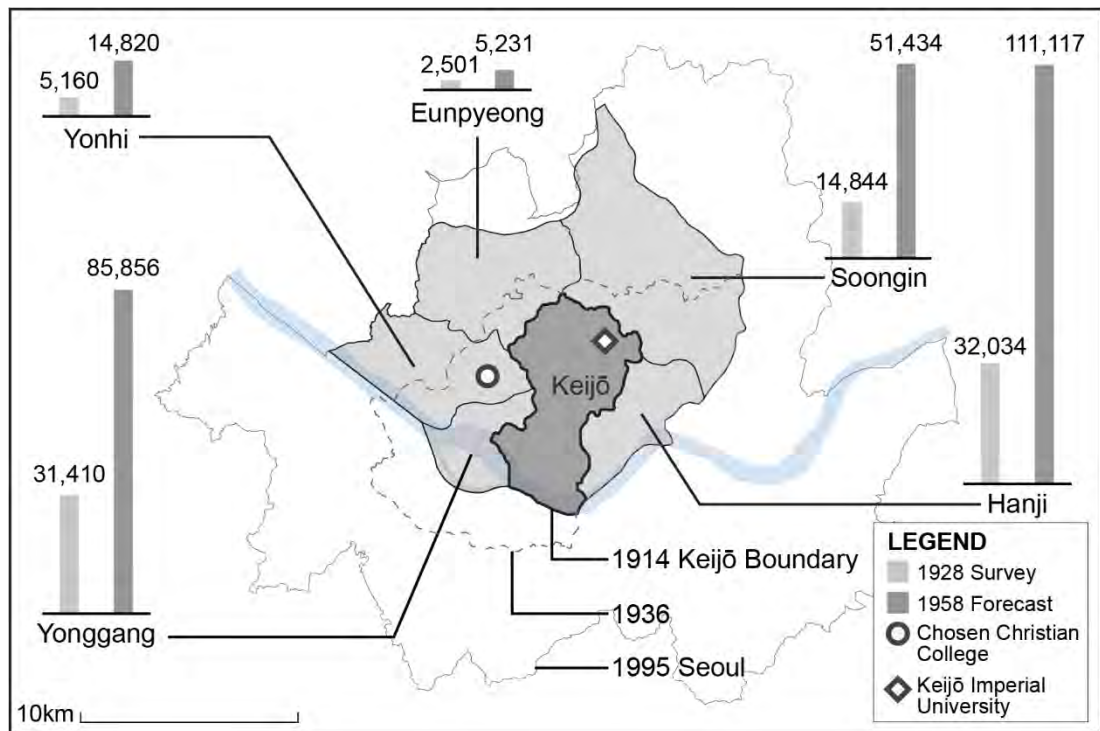 14,820
5,160
Yonhi
5,231
2,501
Eunpyeong
51,434
14,844
Soongin
111,117
32,034
Hanji
85,856
31,410
Yonggang
Keijō
1914 Keijō Boundary
1936
1995 Seoul
10km
LEGEND
1928 Survey
1958 Forecast
Chosen Christian
College
Keijō Imperial
University